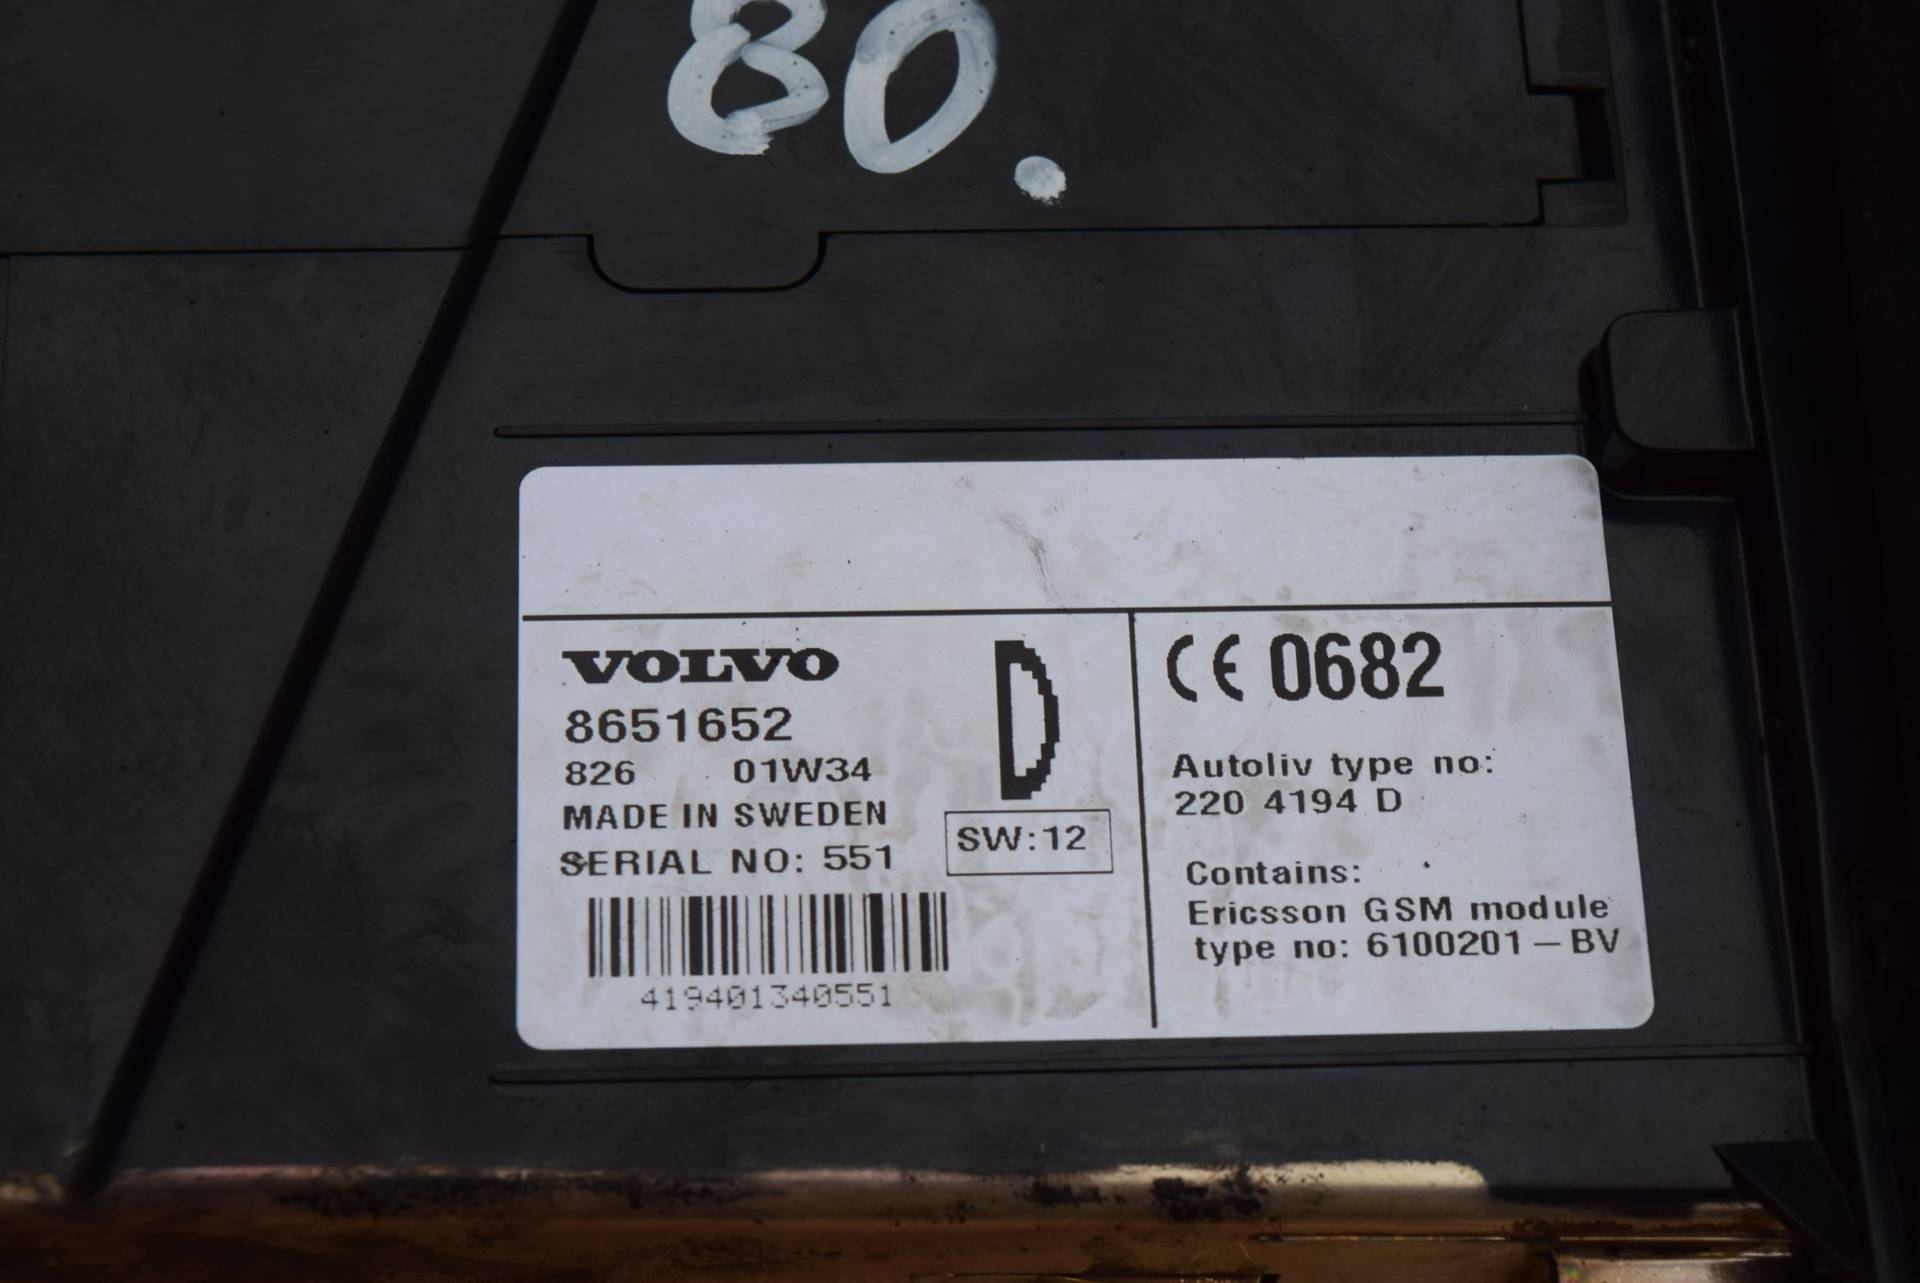 80.
VOLVO
8651652
826 01W34
MADE IN SWEDEN
SERIAL NO: 551
419401340551
D
SW:12
CE 0682
Autoliv type no:
220 4194 D
Contains:
Ericsson GSM module
type no: 6100201-BV